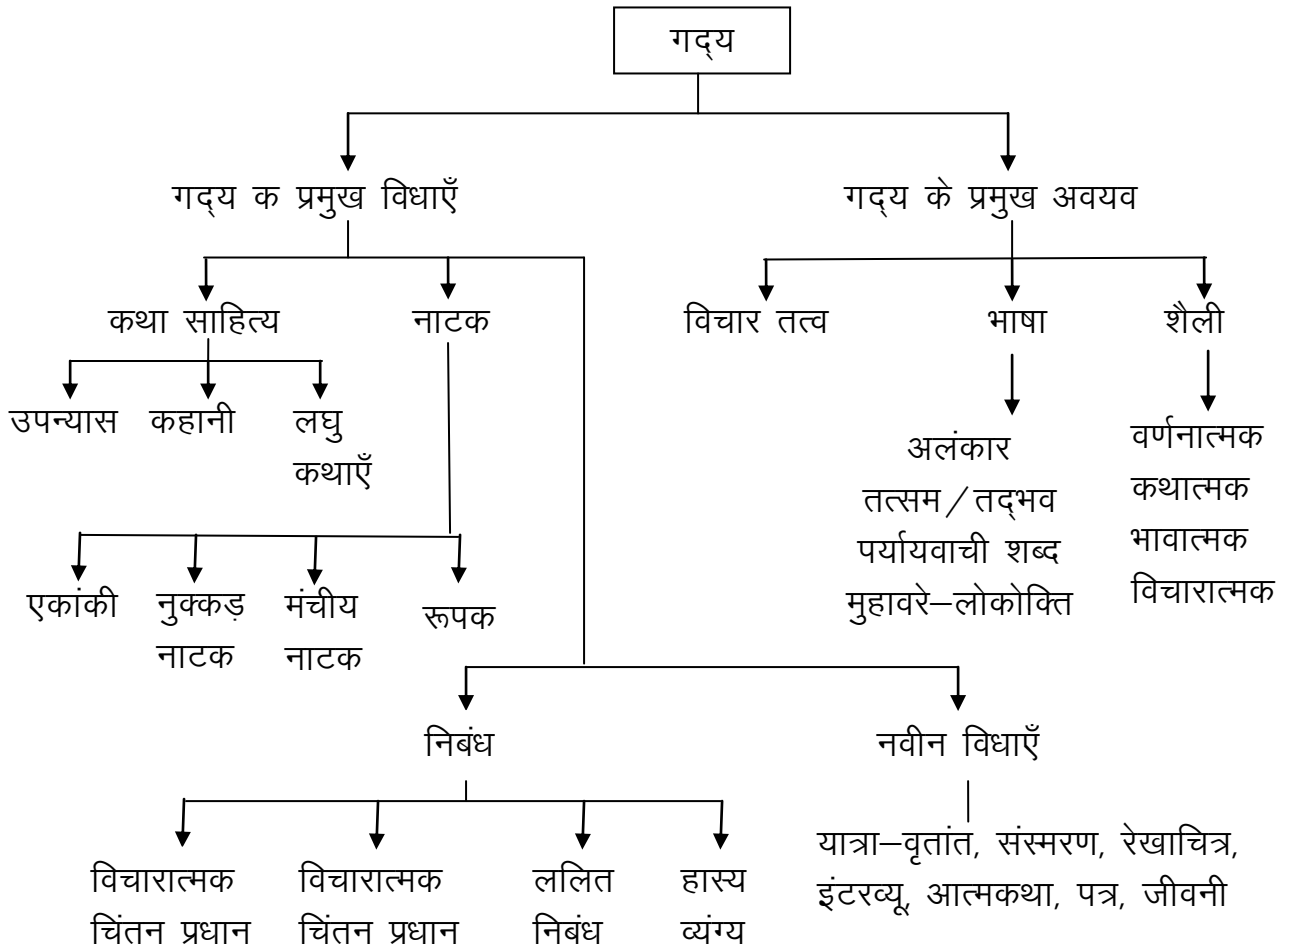 गद्य
गद्य क प्रमुख विधाएँ
गद्य के प्रमुख अवयव
कथा साहित्य
नाटक
विचार तत्व
भाषा
शैली
उपन्यास
कहानी
लघु
कथाएँ
अलंकार
तत्सम/तद्भव
पर्यायवाची शब्द
मुहावरे–लोकोक्ति
वर्णनात्मक
कथात्मक
भावात्मक
विचारात्मक
एकांकी
नुक्कड़
नाटक
मंचीय
नाटक
रूपक
निबंध
नवीन विधाएँ
विचारात्मक
चिंतन प्रधान
विचारात्मक
चिंतन प्रधान
ललित
निबंध
हास्य
व्यंग्य
यात्रा–वृतांत, संस्मरण, रेखाचित्र,
इंटरव्यू, आत्मकथा, पत्र, जीवनी